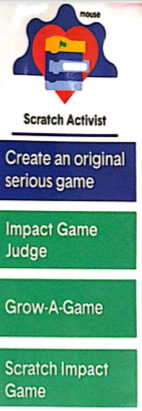 mouse
Scratch Activist
Create an original
serious game
Impact Game
Judge
Grow-A-Game
Scratch Impact
Game